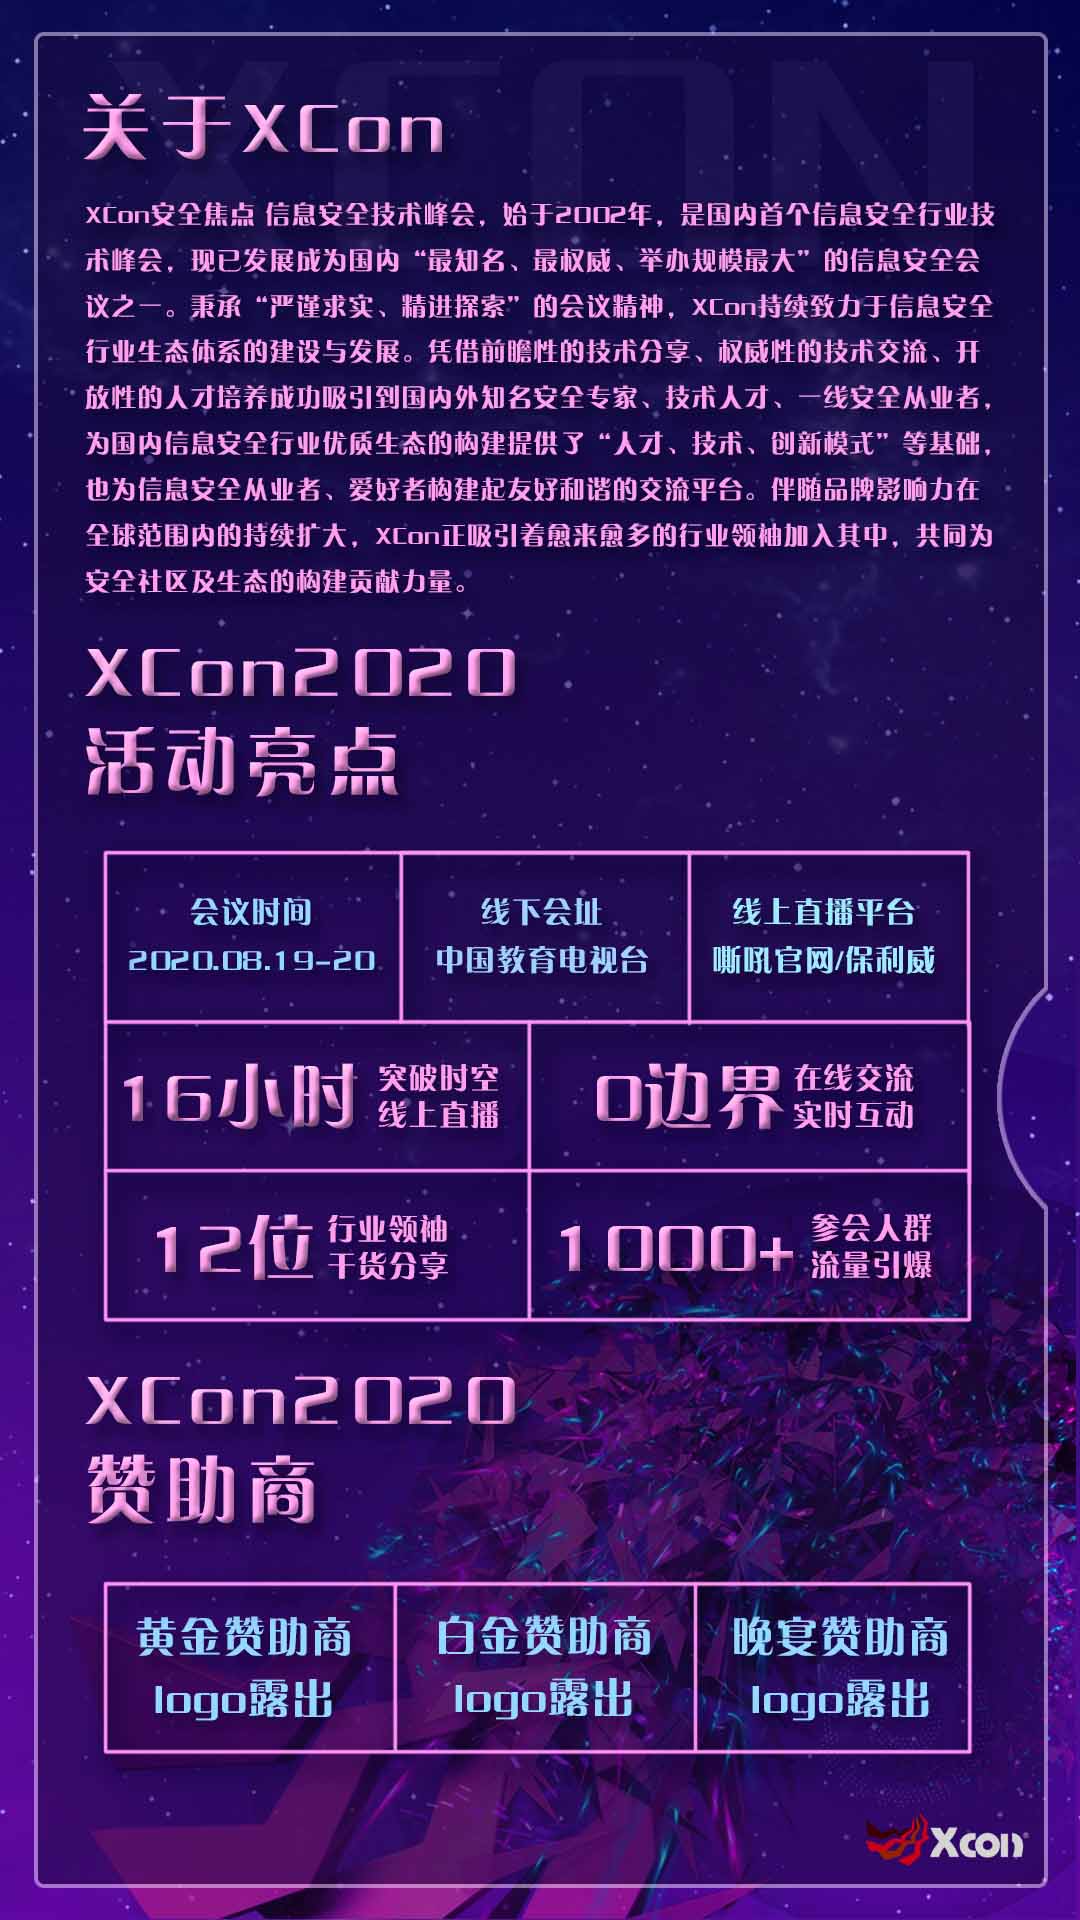 XCON
关于XCon
XCon安全焦点 信息安全技术峰会，始于2002年，是国内首个信息安全行业技
术峰会，现已发展成为国内“最知名、最权威、举办规模最大”的信息安全会
议之一。秉承“严谨求实、精进探索”的会议精神，XCon持续致力于信息安全
行业生态体系的建设与发展。凭借前瞻性的技术分享、权威性的技术交流、开
放性的人才培养成功吸引到国内外知名安全专家、技术人才、一线安全从业者，
为国内信息安全行业优质生态的构建提供了“人才、技术、创新模式”等基础，
也为信息安全从业者、爱好者构建起友好和谐的交流平台。伴随品牌影响力在
全球范围内的持续扩大，XCon正吸引着愈来愈多的行业领袖加入其中，共同为
安全社区及生态的构建贡献力量。
XCon2020
活动亮点
会议时间
2020.08.19-20
线下会址
中国教育电视台
线上直播平台
嘶吼官网/保利威
16小时 突破时空
线上直播
0边界 在线交流
实时互动
12位 行业领袖
干货分享
1000+ 参会人群
流量引爆
XCon2020
赞助商
黄金赞助商
logo露出
白金赞助商
logo露出
晚宴赞助商
logo露出
Xcon®